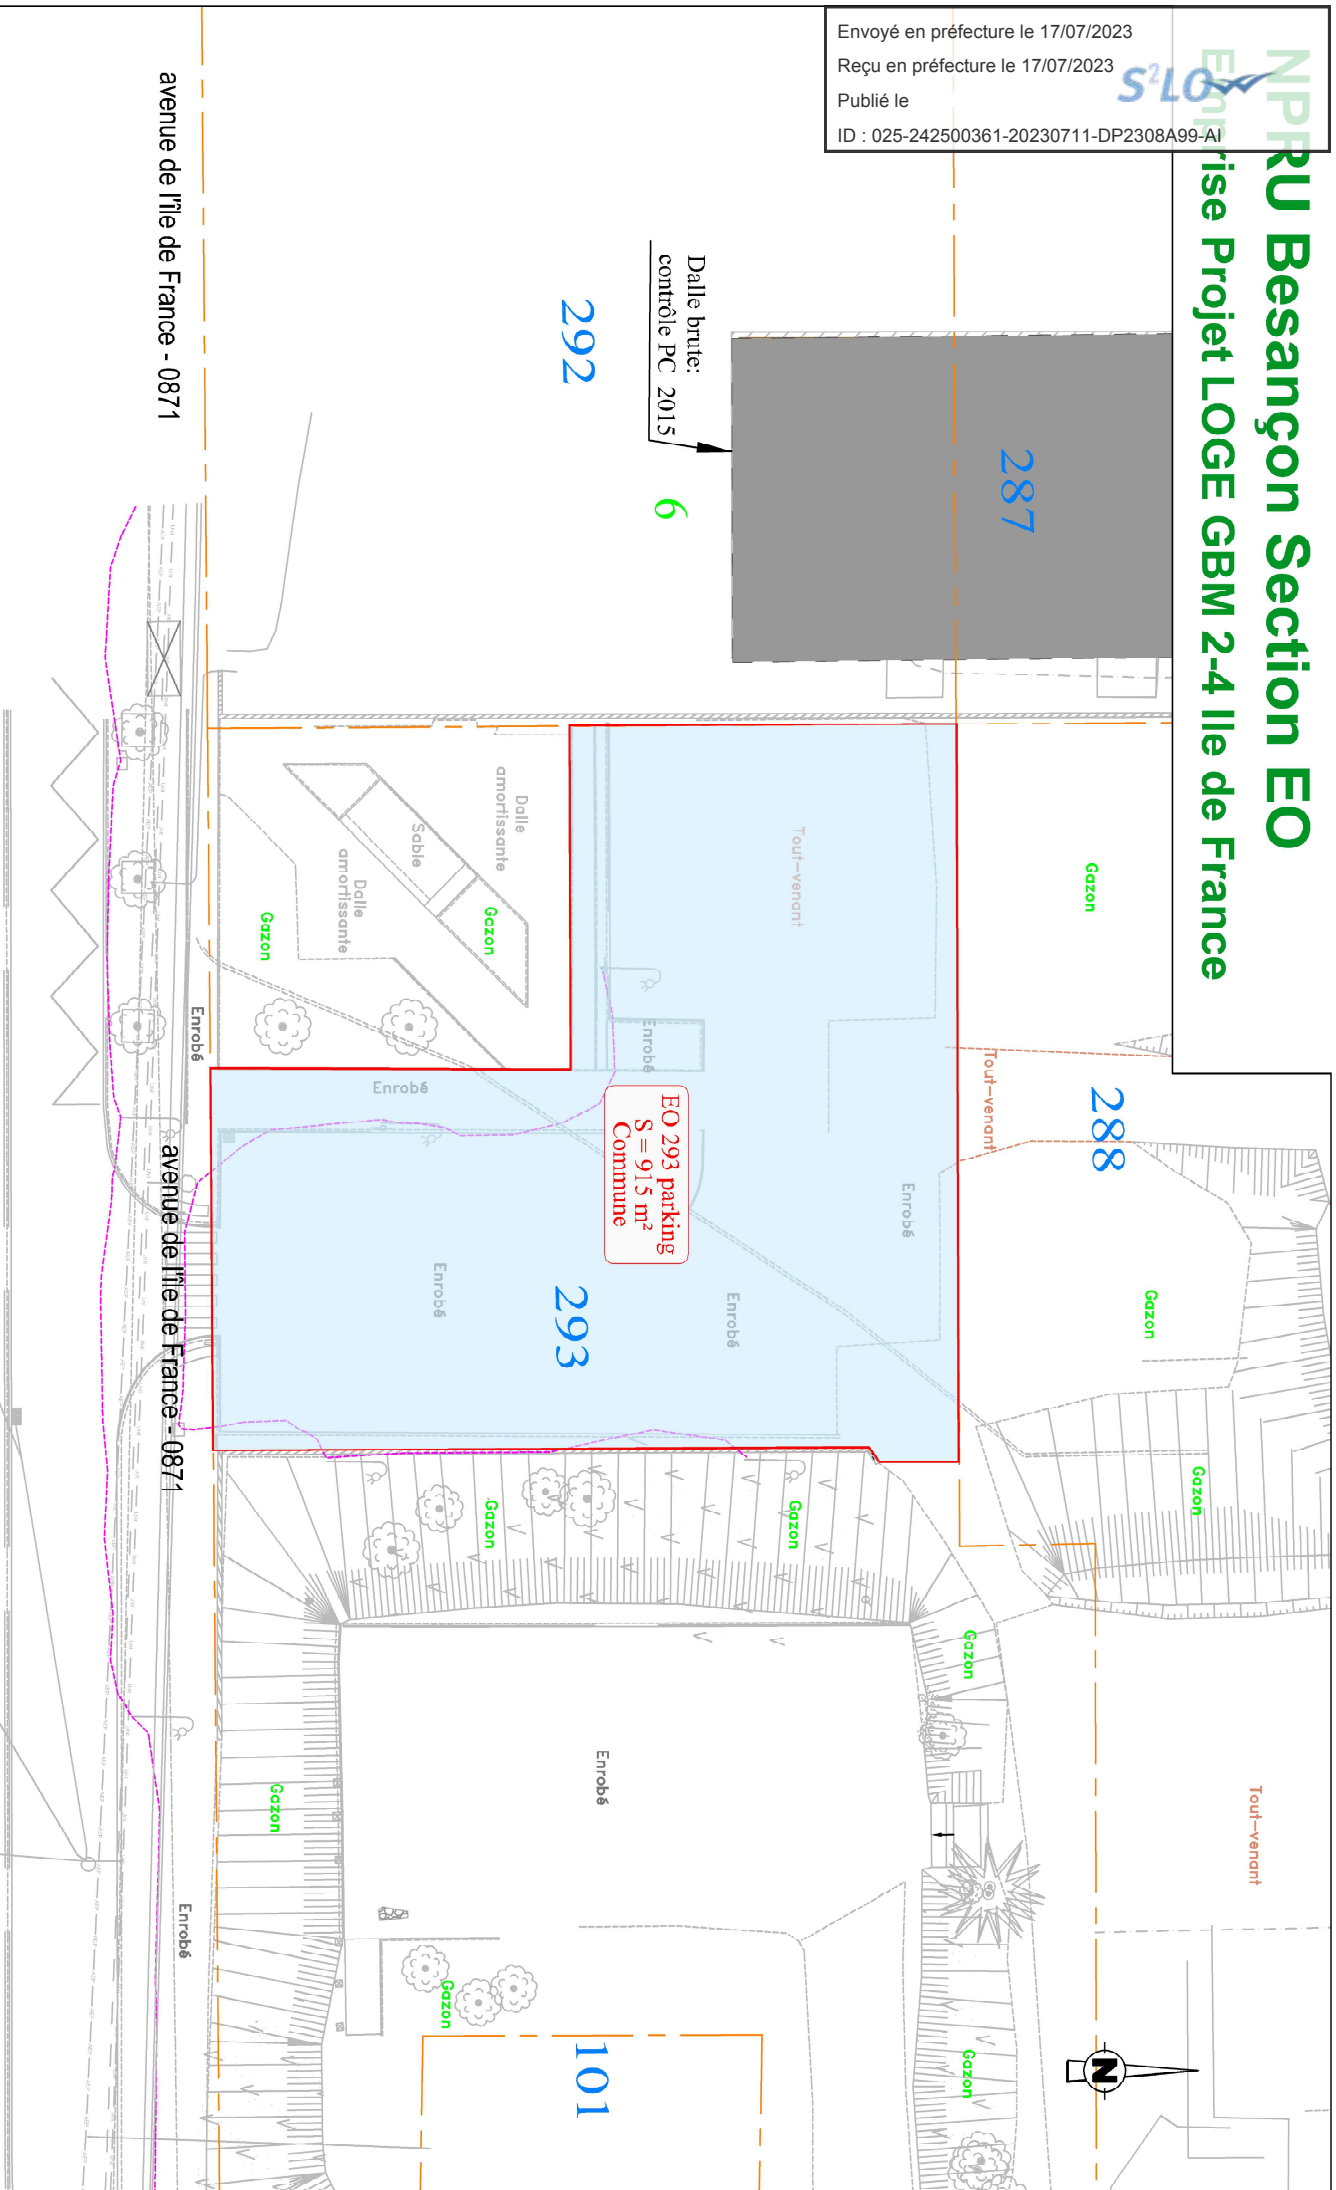 Envoyé en préfecture le 17/07/2023
Reçu en préfecture le 17/07/2023
Publié le
S²LO
ID : 025-242500361-20230711-DP2308A99-AI
NPRU Besançon Section EO
Emprise Projet LOGE GBM 2-4 Ile de France
287
Dalle brute:
contrôle PC 2015
6
292
avenue de l'île de France - 0871
Gazon
Tout-venant
288
Gazon
Tout-venant
Dalle
amortissante
Sable
Dalle
amortissante
Gazon
Gazon
Enrobé
Enrobé
Enrobé
Enrobé
EO 293 parking
S = 915 m²
Commune
Enrobé
Enrobé
293
avenue de l'île de France - 0871
Gazon
Gazon
Gazon
Gazon
Tout-venant
Enrobé
Gazon
Enrobé
Gazon
Gazon
101
N